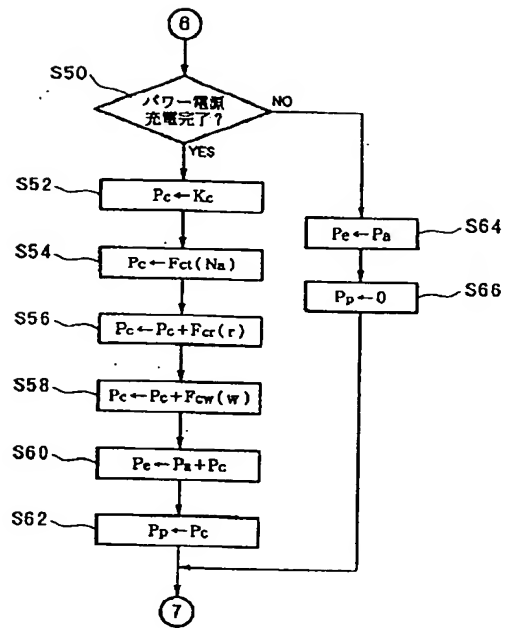 6
S50
パワー電源
充電完了?
NO
YES
S52
Pc←Kc
S54
Pc←Fct(Na)
S56
Pc←Pc+Fcr(r)
S58
Pc←Pc+Fcw(w)
S60
Pe←Pa+Pc
S62
Pp←Pc
Pe←Pa
S64
Pp←0
S66
7